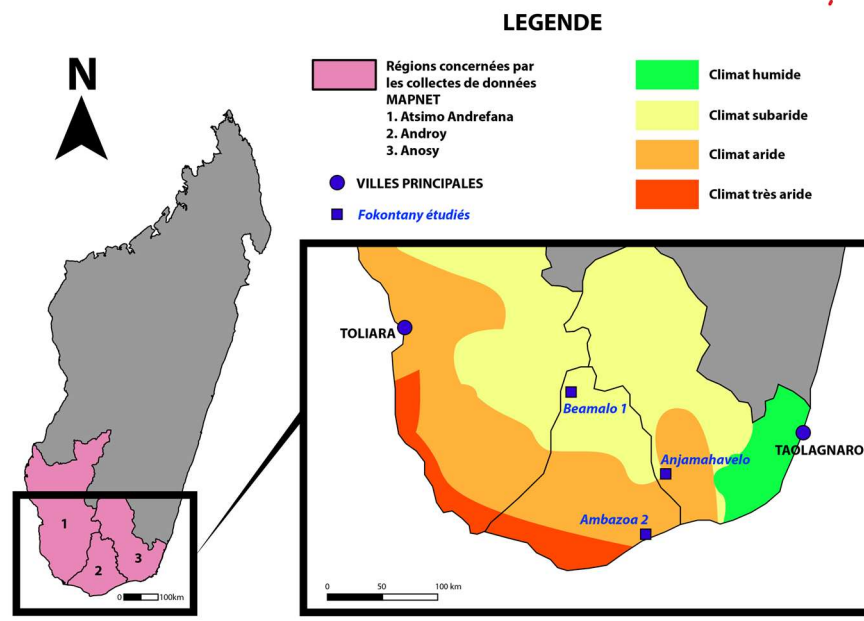 LEGENDE
N
Régions concernées par
les collectes de données
MAPNET
1. Atsimo Andrefana
2. Androy
3. Anosy
VILLES PRINCIPALES
Fokontany étudiés
Climat humide
Climat subaride
Climat aride
Climat très aride
TOLIARA
Beamalo 1
TAOLAGNARO
Anjamahavelo
Ambazoa 2
1
2
3
0 100km
0 50 100 km